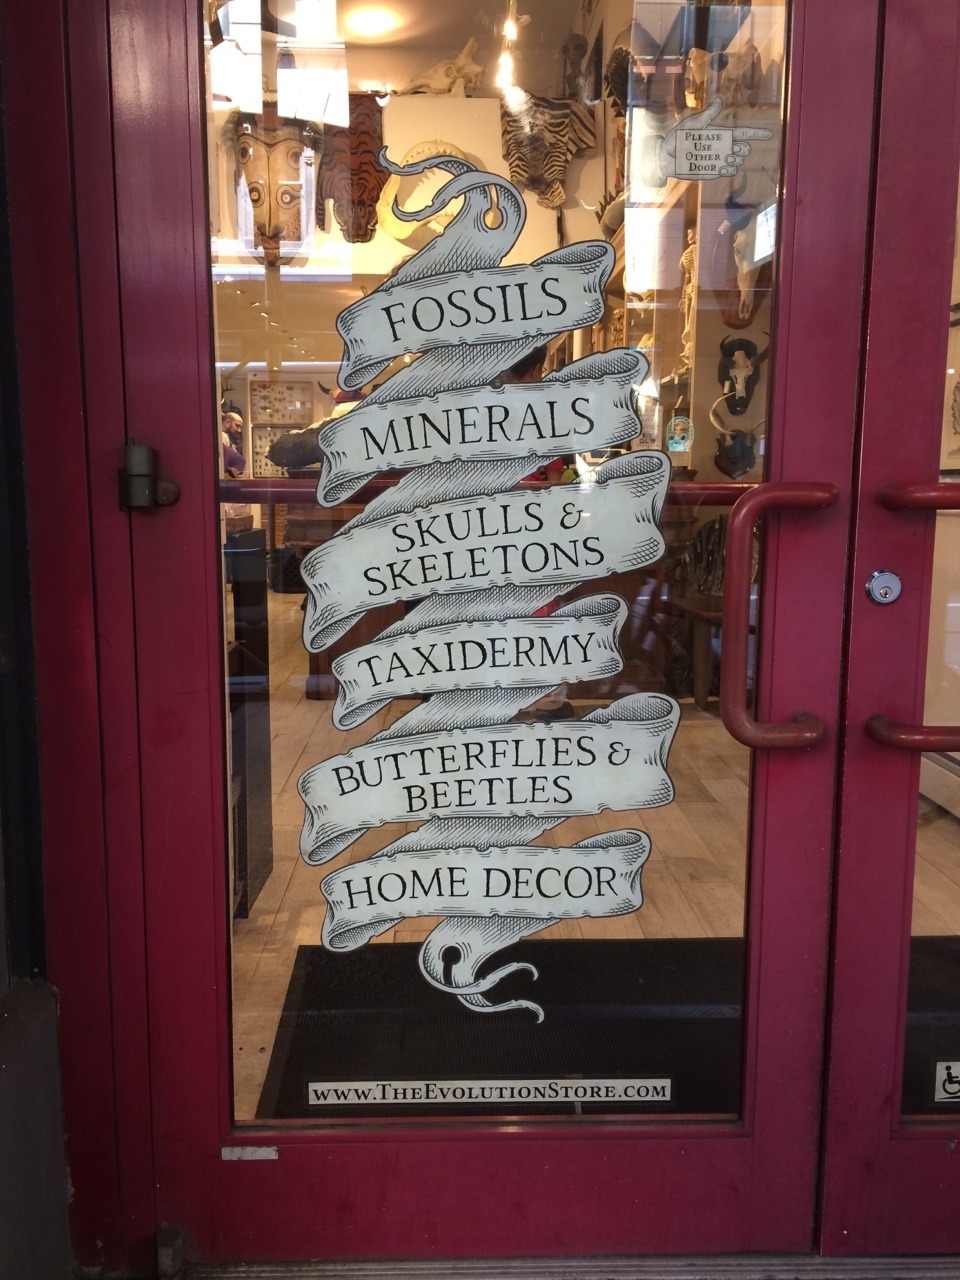 PLEASE
USE
OTHER
DOOR
FOSSILS
MINERALS
SKULLS &
SKELETONS
TAXIDERMY
BUTTERFLIES &
BEETLES
HOME DECOR
WWW.THEEVOLUTIONSTORE.COM